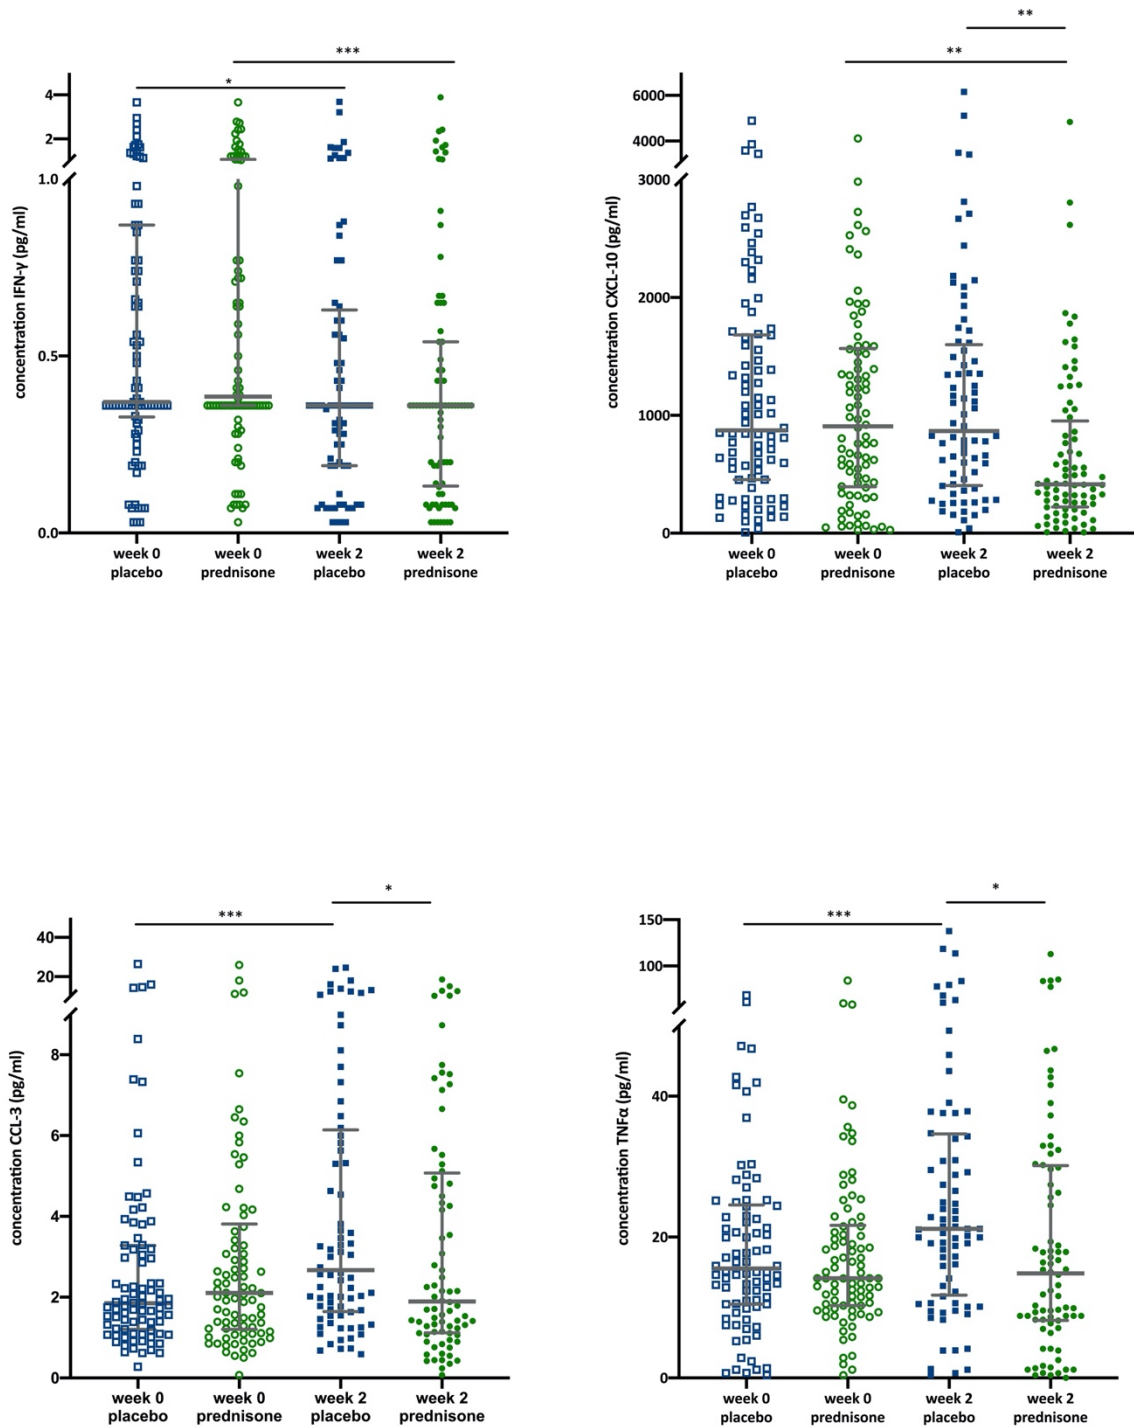 ***
*
4
2
1.0
0.5
0.0
concentration IFN-γ (pg/ml)
week 0
placebo
week 0
prednisone
week 2
placebo
week 2
prednisone
**
**
6000
4000
3000
2000
1000
0
concentration CXCL-10 (pg/ml)
week 0
placebo
week 0
prednisone
week 2
placebo
week 2
prednisone
*
***
40
20
8
6
4
2
0
concentration CCL-3 (pg/ml)
week 0
placebo
week 0
prednisone
week 2
placebo
week 2
prednisone
*
***
150
100
40
20
0
concentration TNFα (pg/ml)
week 0
placebo
week 0
prednisone
week 2
placebo
week 2
prednisone